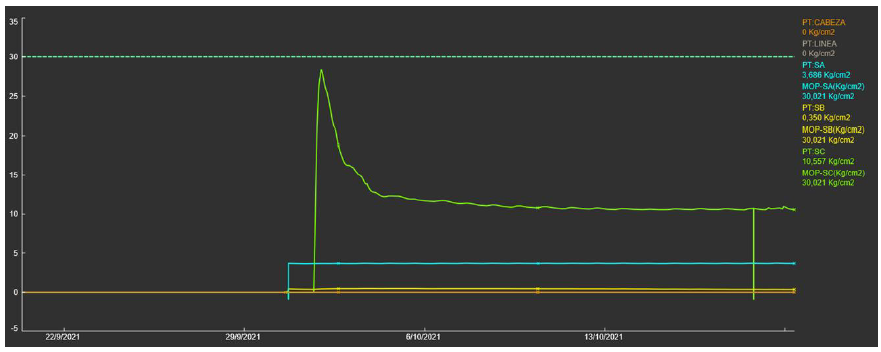 35
30
25
20
15
10
5
0
-5
22/9/2021
29/9/2021
6/10/2021
13/10/2021
PT:CABEZA
0 Kg/cm2
PT:LINEA
0 Kg/cm2
PT:SA
3,686 Kg/cm2
MOP-SA(Kg/cm2)
30,021 Kg/cm2
PT:SB
0,350 Kg/cm2
MOP-SB(Kg/cm2)
30,021 Kg/cm2
PT:SC
10,557 Kg/cm2
MOP-SC(Kg/cm2)
30,021 Kg/cm2